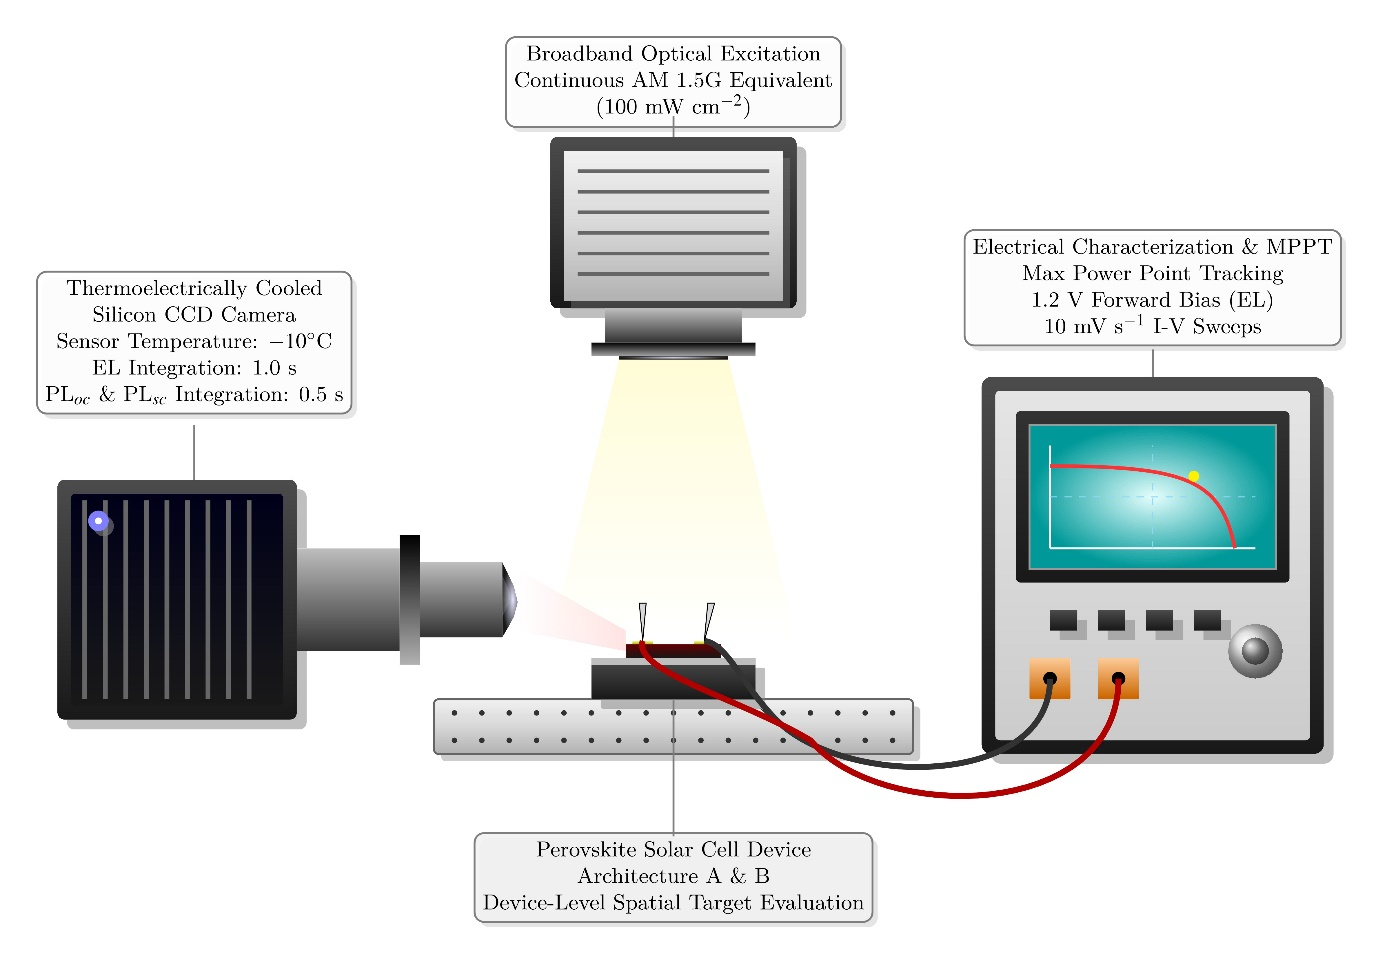 Broadband Optical Excitation
Continuous AM 1.5G Equivalent
(100 mW cm⁻²)
Electrical Characterization & MPPT
Max Power Point Tracking
1.2 V Forward Bias (EL)
10 mV s⁻¹ I-V Sweeps
Thermoelectrically Cooled
Silicon CCD Camera
Sensor Temperature: −10°C
EL Integration: 1.0 s
PL_oc & PL_sc Integration: 0.5 s
Perovskite Solar Cell Device
Architecture A & B
Device-Level Spatial Target Evaluation